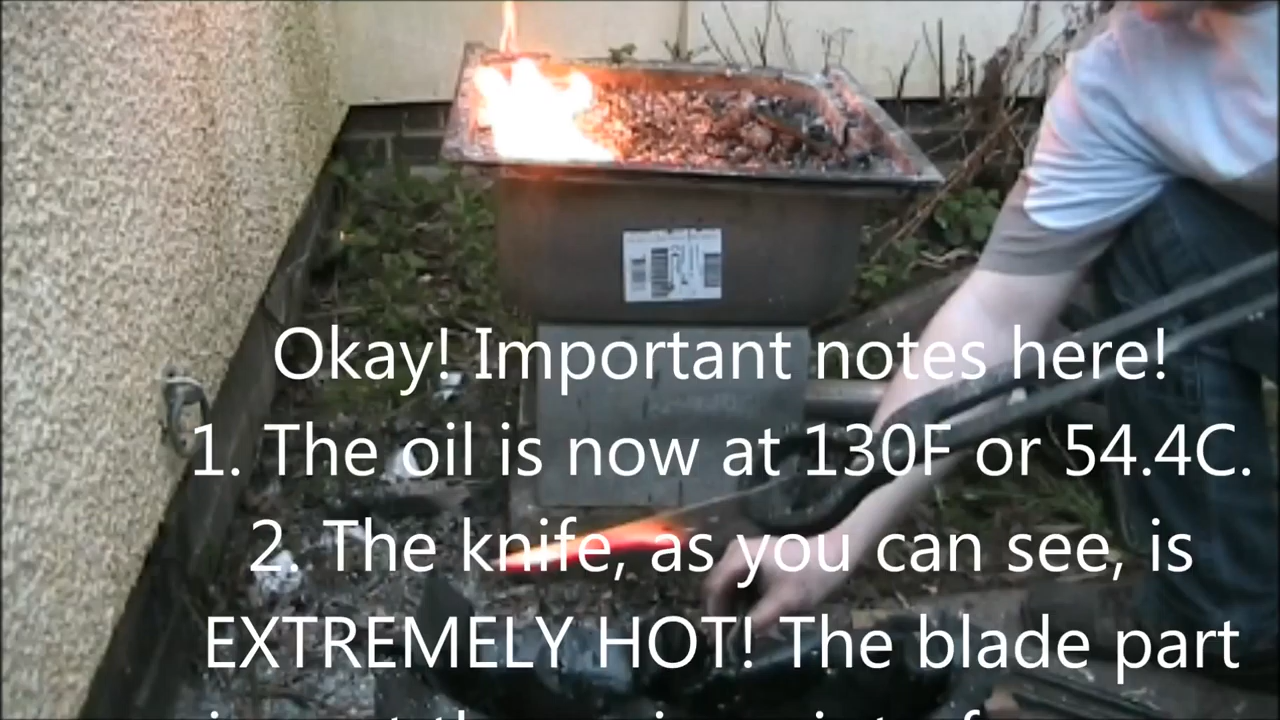 Okay! Important notes here!
1. The oil is now at 130F or 54.4C.
2. The knife, as you can see, is
EXTREMELY HOT! The blade part